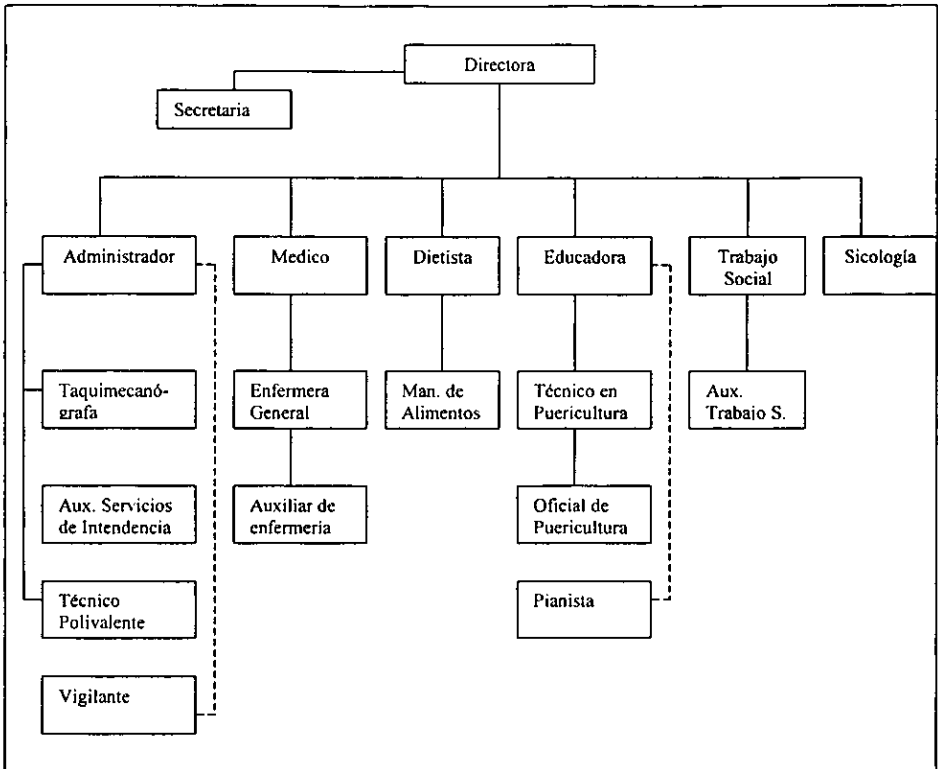 Directora
Secretaria
Administrador
Medico
Dietista
Educadora
Trabajo
Social
Sicología
Taquimecanó-
grafa
Enfermera
General
Man. de
Alimentos
Técnico en
Puericultura
Aux.
Trabajo S.
Aux. Servicios
de Intendencia
Auxiliar de
enfermería
Oficial de
Puericultura
Técnico
Polivalente
Pianista
Vigilante